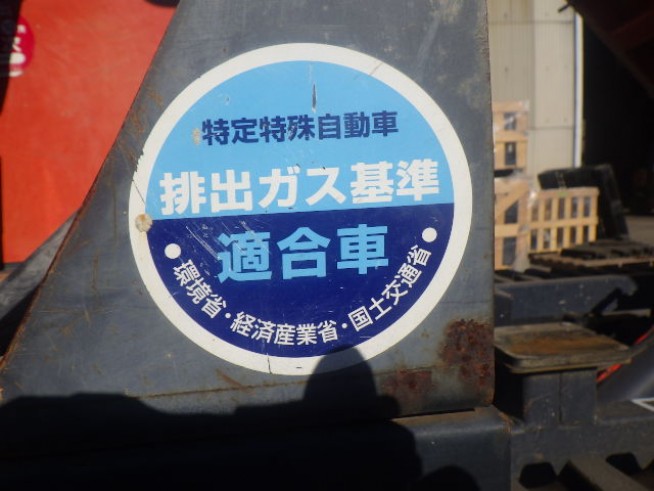 特定特殊自動車
排出ガス基準
適合車
・環境省・経済産業省・国土交通省・